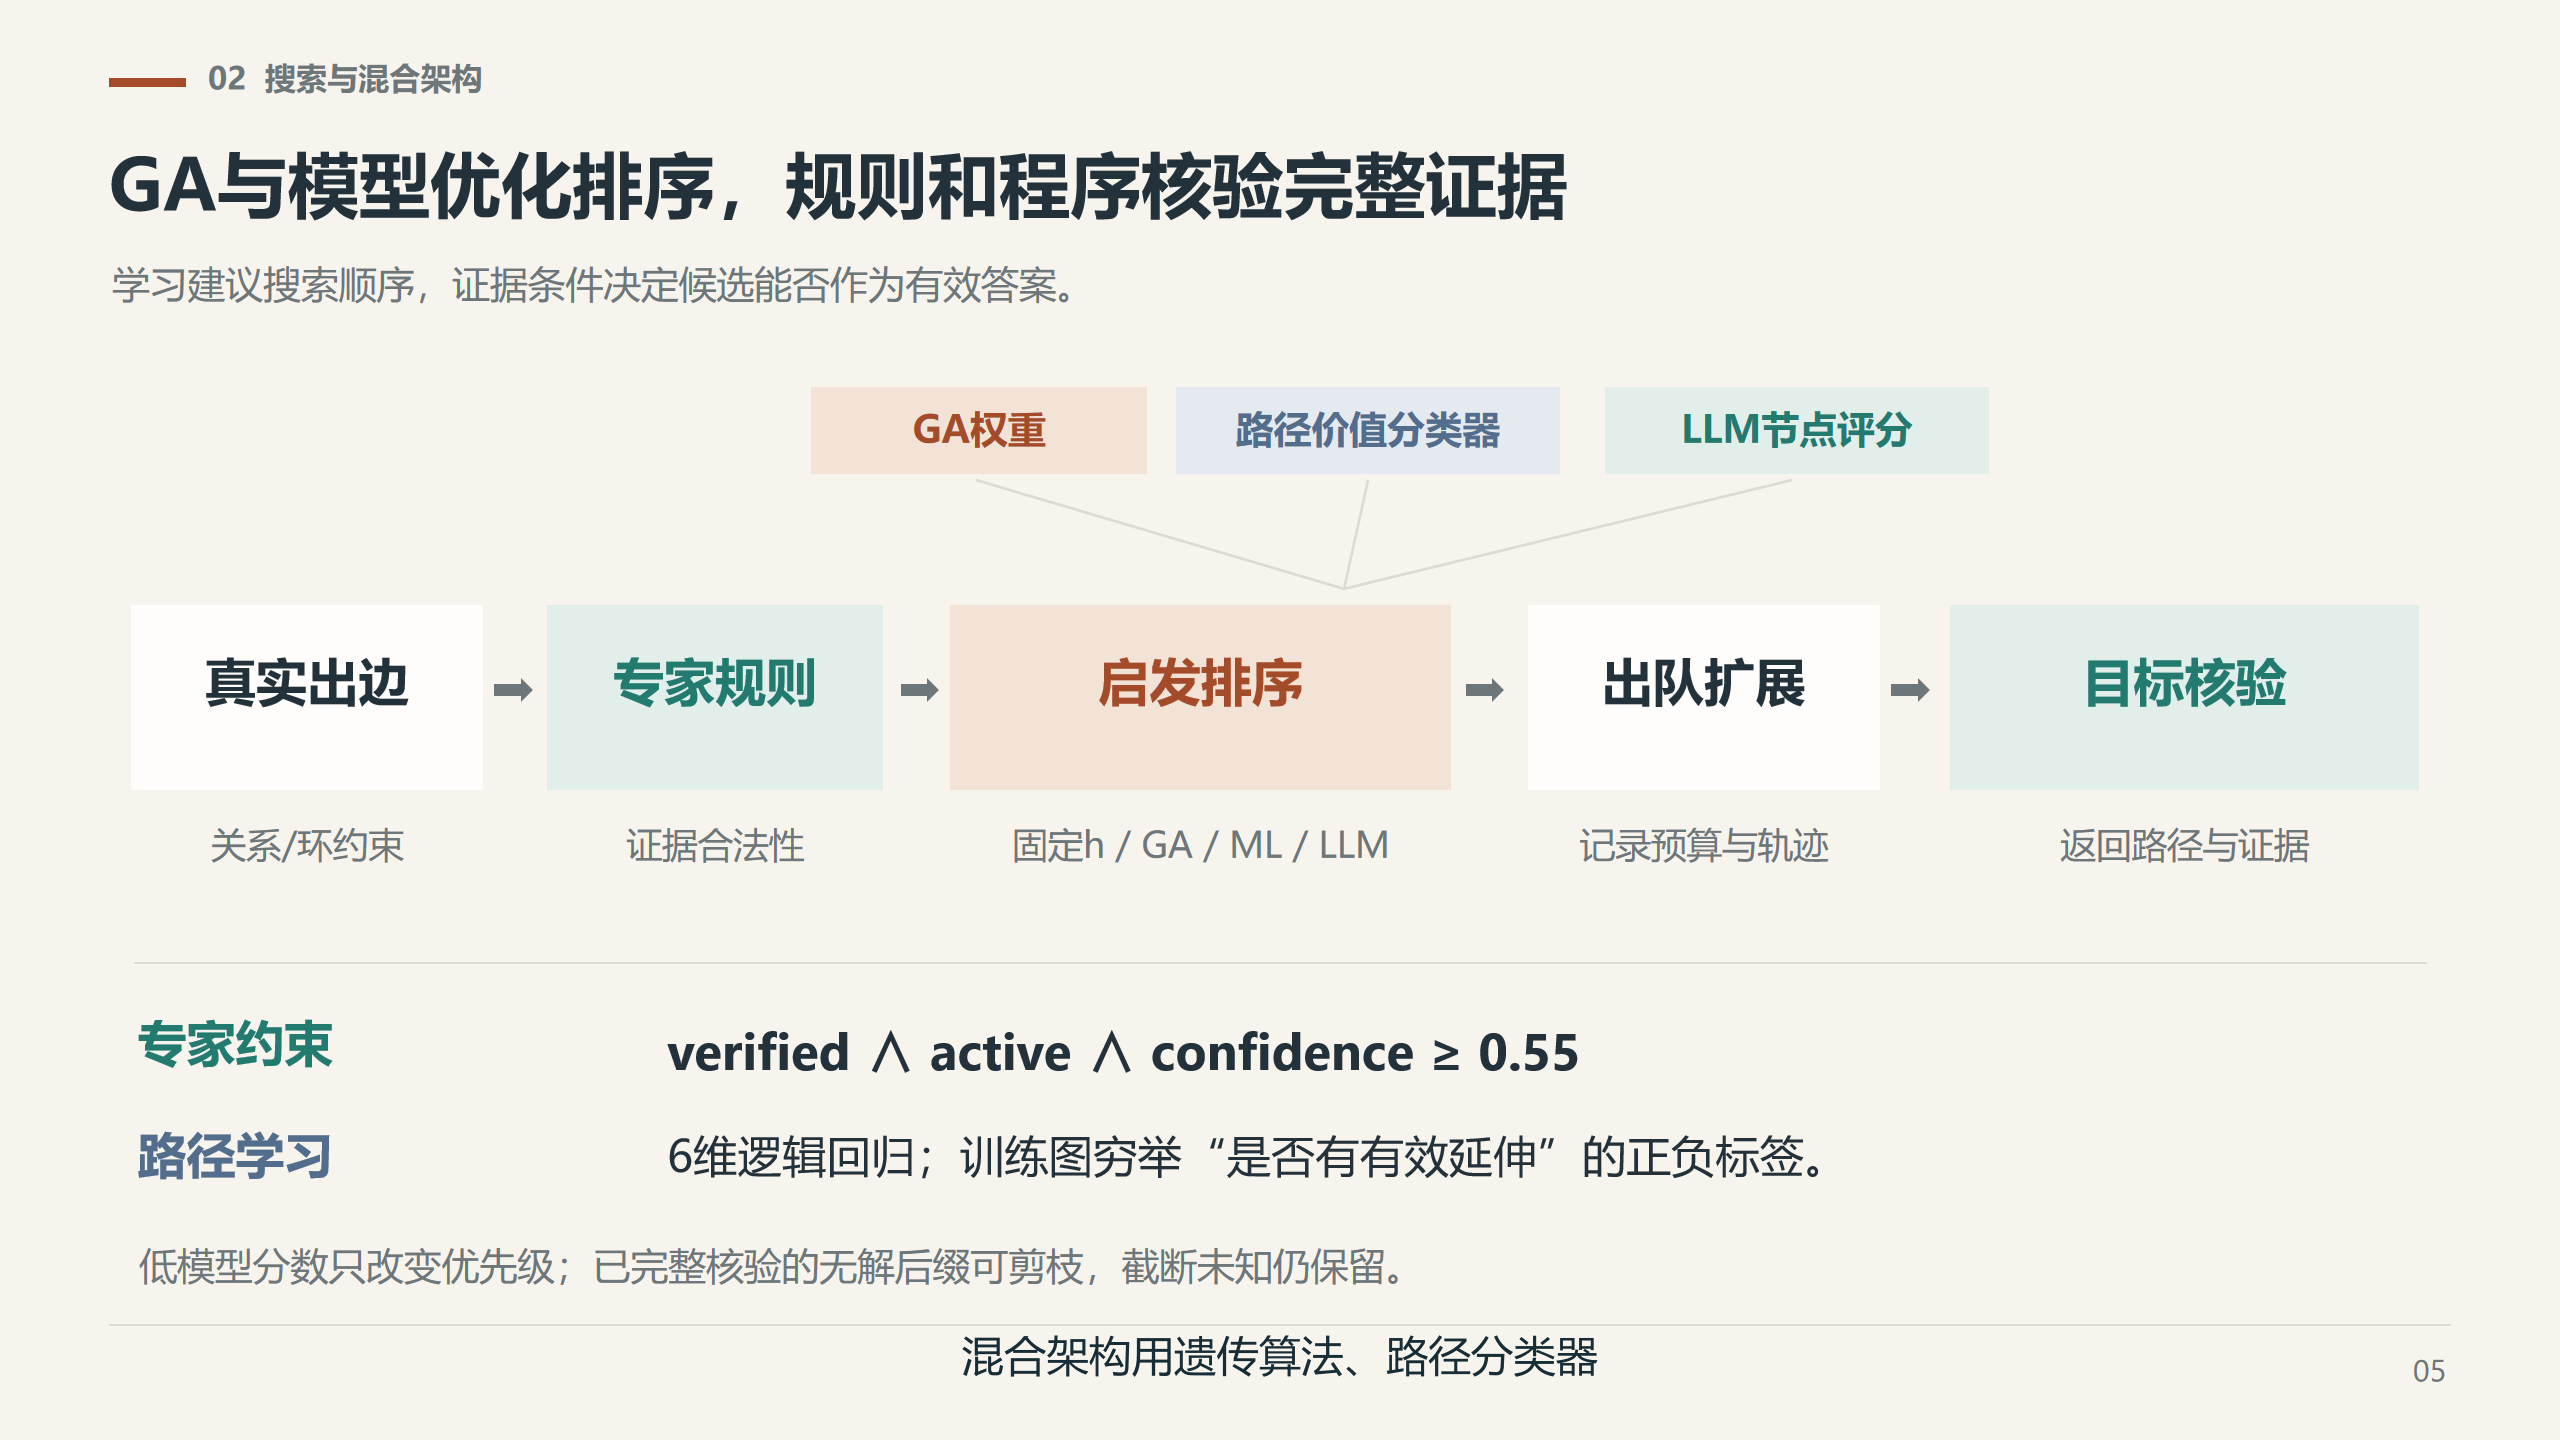 02 搜索与混合架构
GA与模型优化排序，规则和程序核验完整证据
学习建议搜索顺序，证据条件决定候选能否作为有效答案。
GA权重
路径价值分类器
LLM节点评分
真实出边
专家规则
启发排序
出队扩展
目标核验
关系/环约束
证据合法性
固定h / GA / ML / LLM
记录预算与轨迹
返回路径与证据
专家约束
verified ∧ active ∧ confidence ≥ 0.55
路径学习
6维逻辑回归；训练图穷举“是否有有效延伸”的正负标签。
低模型分数只改变优先级；已完整核验的无解后缀可剪枝，截断未知仍保留。
混合架构用遗传算法、路径分类器
05